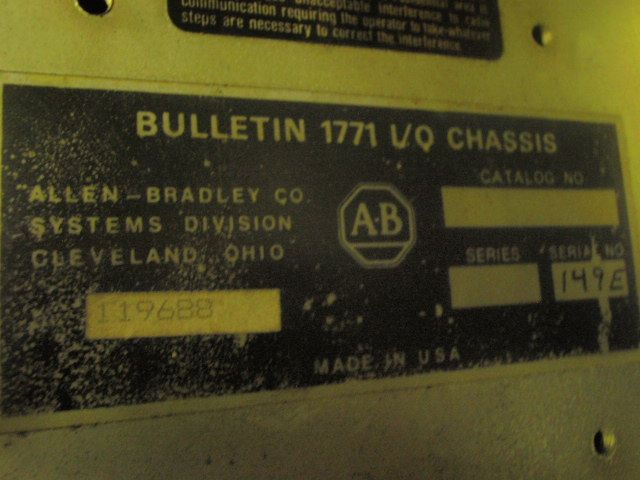 communication requiring the operator to take whatever
steps are necessary to correct the interference.
BULLETIN 1771 I/O CHASSIS
ALLEN-BRADLEY CO.
SYSTEMS DIVISION
CLEVELAND, OHIO
119688
A·B
CATALOG NO
SERIES
SERIAL NO.
149E
MADE IN USA